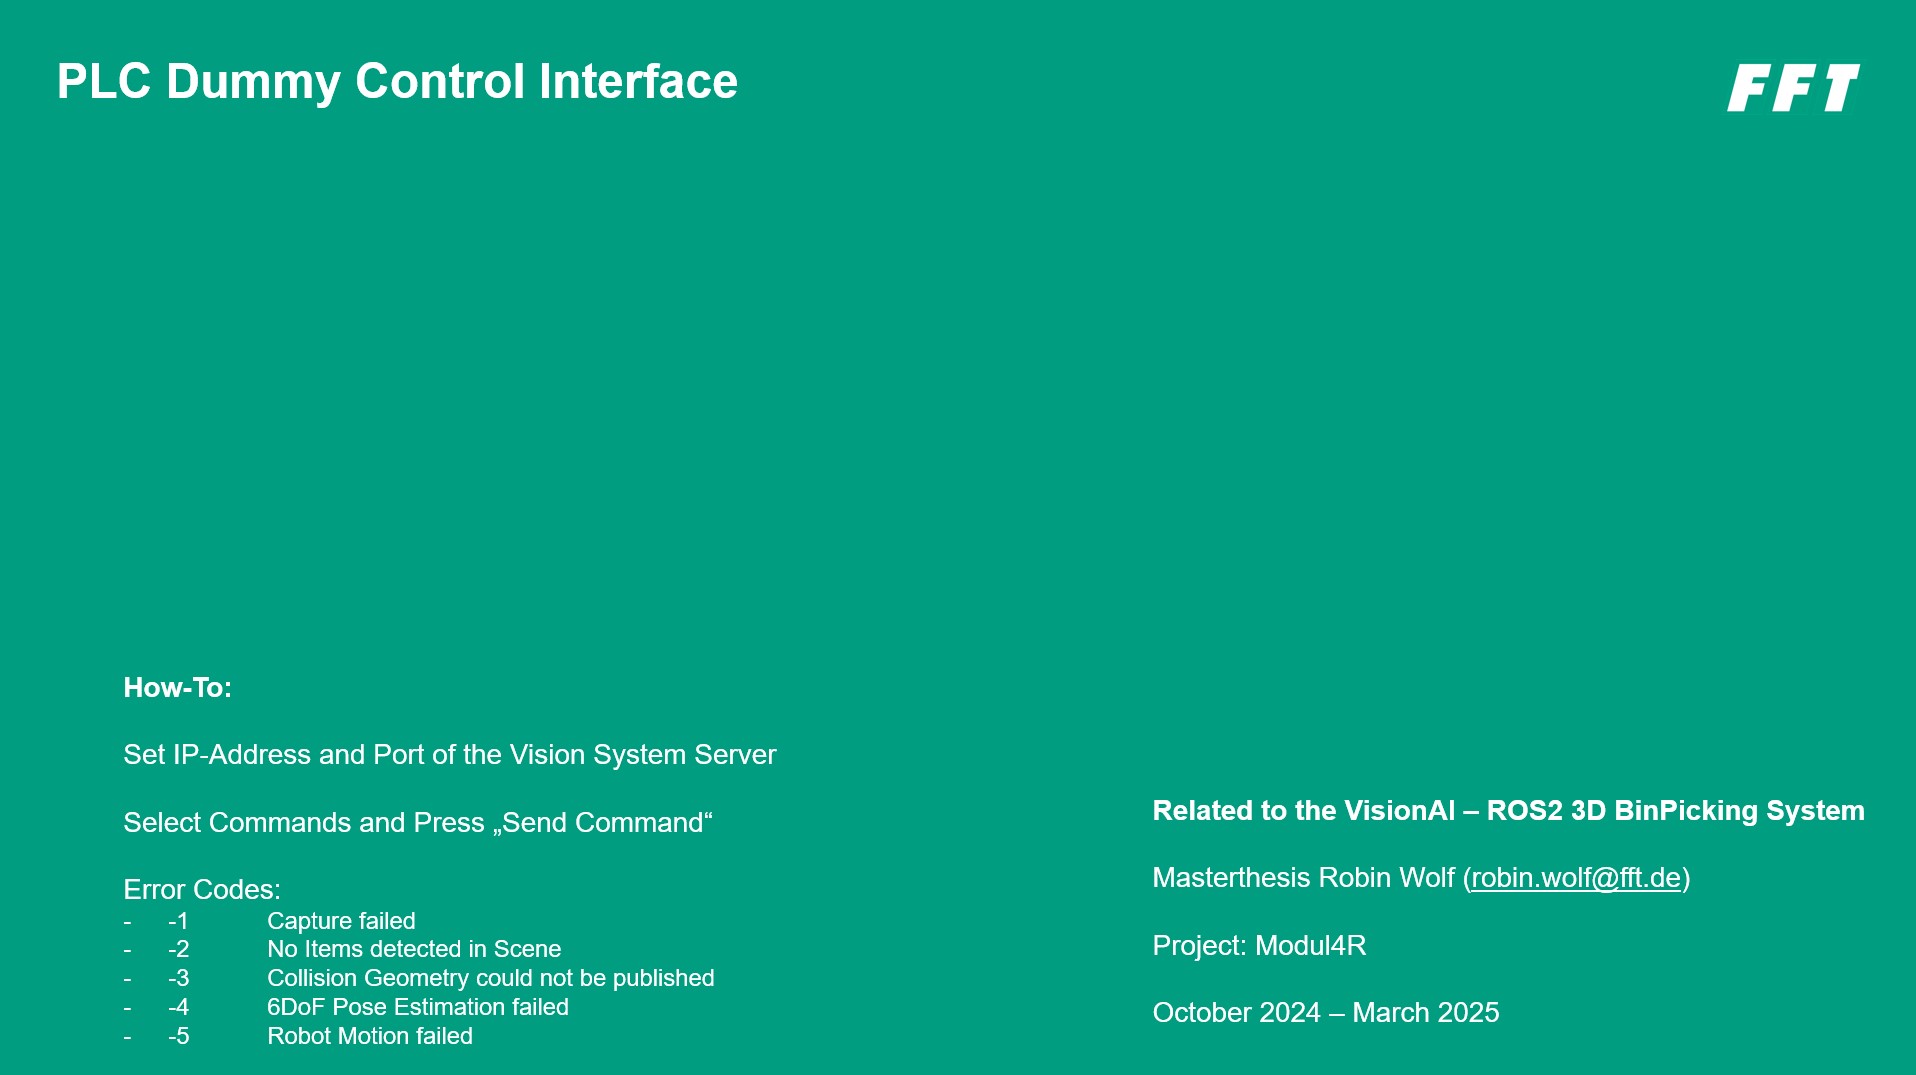 PLC Dummy Control Interface
FFT
How-To:
Set IP-Address and Port of the Vision System Server
Select Commands and Press „Send Command“
Error Codes:
- -1 Capture failed
- -2 No Items detected in Scene
- -3 Collision Geometry could not be published
- -4 6DoF Pose Estimation failed
- -5 Robot Motion failed
Related to the VisionAI – ROS2 3D BinPicking System
Masterthesis Robin Wolf (robin.wolf@fft.de)
Project: Modul4R
October 2024 – March 2025